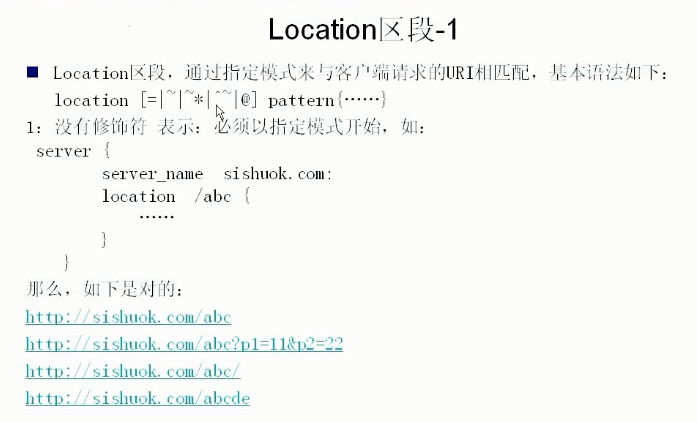 Location区段-1
■ Location区段，通过指定模式来与客户端请求的URI相匹配，基本语法如下：
location [=|~|~*|^~|@] pattern{……}
1：没有修饰符 表示：必须以指定模式开始，如：
server {
server_name sishuok.com;
location /abc {
……
}
}
那么，如下是对的：
http://sishuok.com/abc
http://sishuok.com/abc?p1=11&p2=22
http://sishuok.com/abc/
http://sishuok.com/abcde